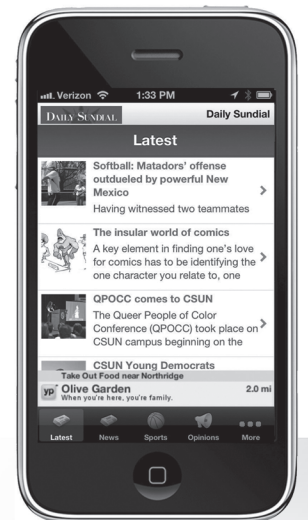 Verizon 1:33 PM
DAILY SUNDIAL Daily Sundial
Latest
Softball: Matadors' offense
outdueled by powerful New
Mexico
Having witnessed two teammates
The insular world of comics
A key element in finding one's love
for comics has to be identifying the
one character you relate to, one
QPOCC comes to CSUN
The Queer People of Color
Conference (QPOCC) took place on
CSUN campus beginning on the
CSUN Young Democrats
Take Out Food near Northridge
yp Olive Garden 2.0 mi
When you're here, you're family.
Latest News Sports Opinions More